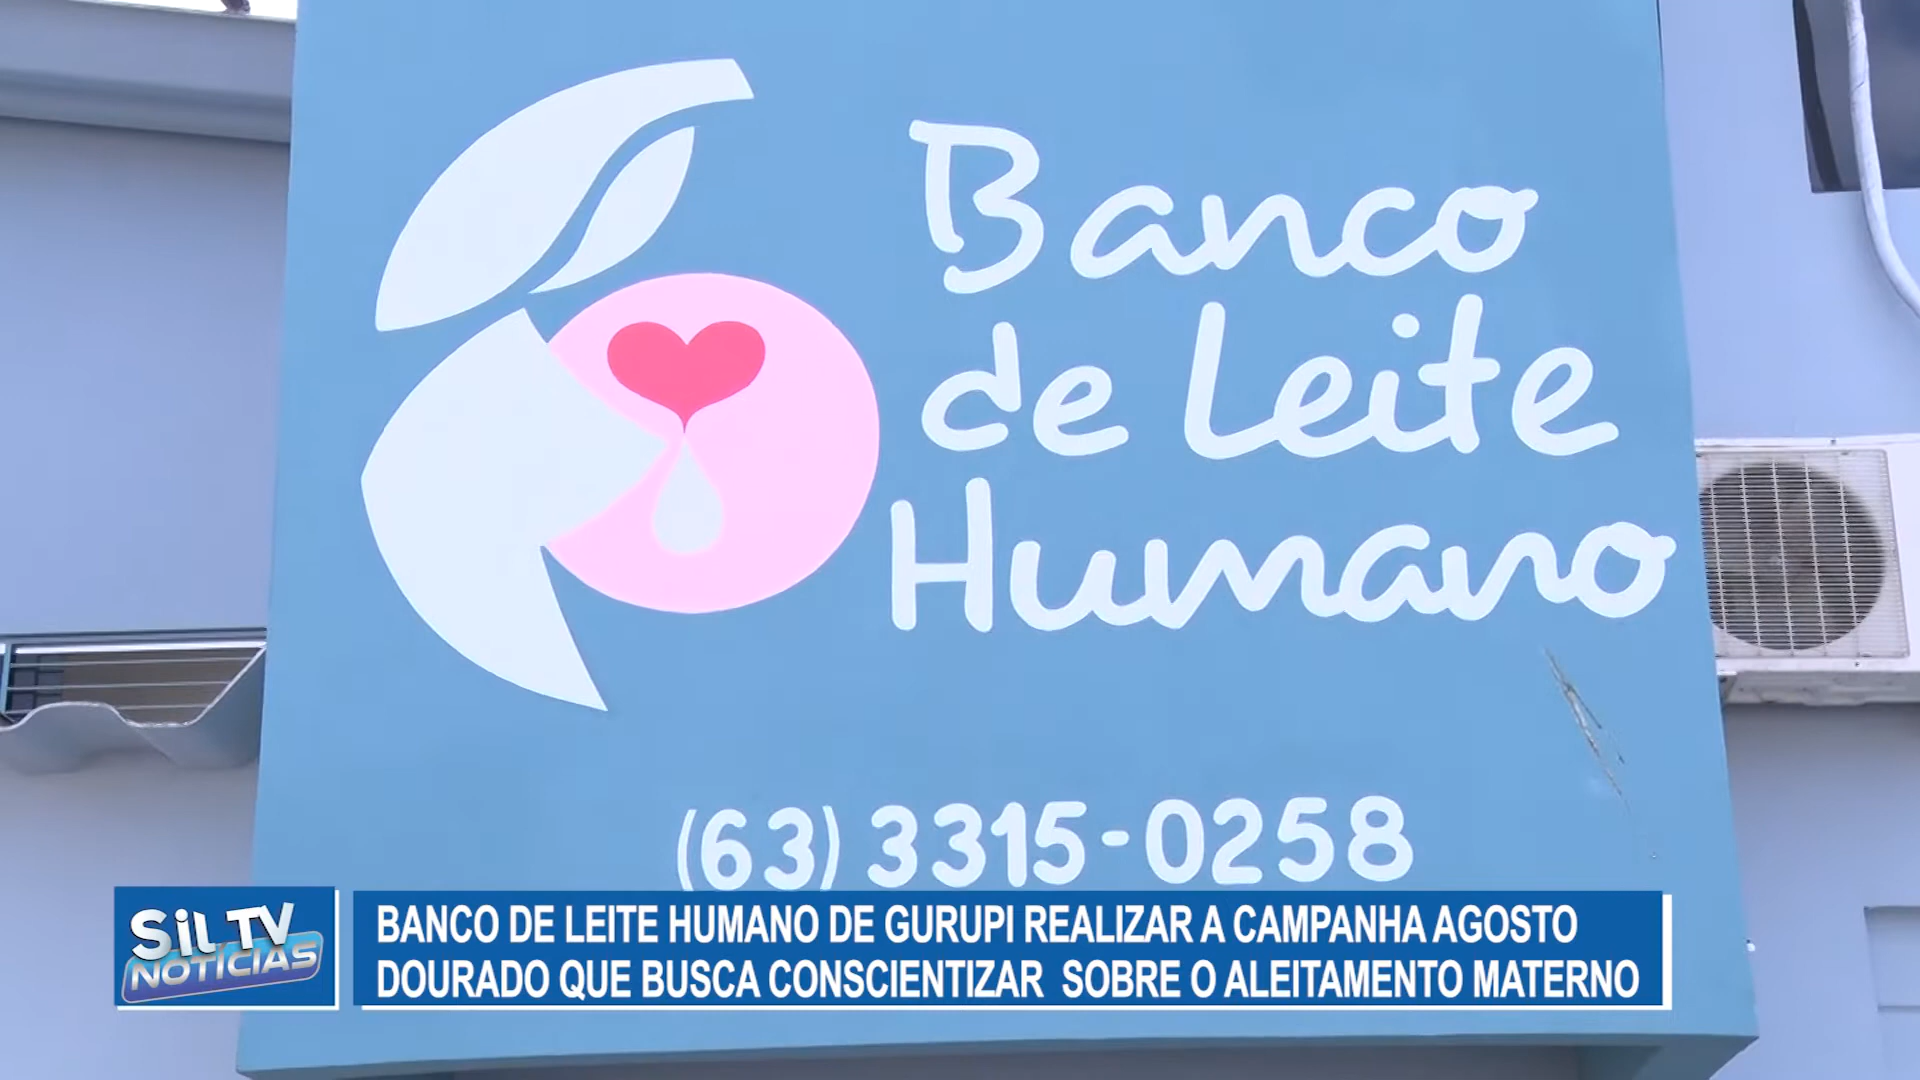 Banco
de Leite
Humano
(63) 3315-0258
SiL TV
NOTÍCIAS
BANCO DE LEITE HUMANO DE GURUPI REALIZAR A CAMPANHA AGOSTO
DOURADO QUE BUSCA CONSCIENTIZAR SOBRE O ALEITAMENTO MATERNO